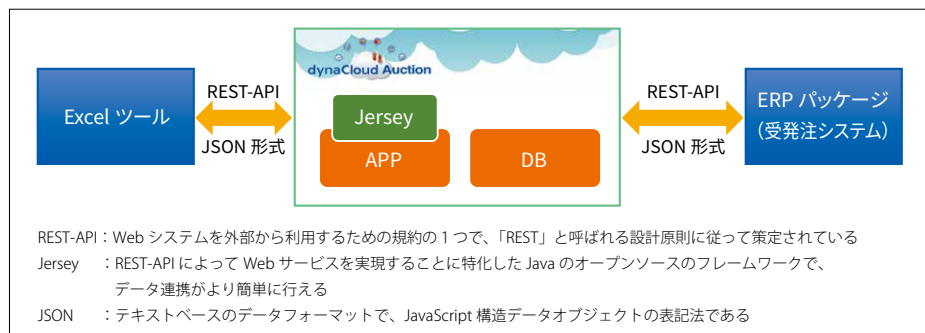 dynaCloud Auction
Excel ツール
REST-API
JSON 形式
Jersey
APP
DB
REST-API
JSON 形式
ERP パッケージ
（受発注システム）
REST-API：Web システムを外部から利用するための規約の 1 つで、「REST」と呼ばれる設計原則に従って策定されている
Jersey ：REST-API によって Web サービスを実現することに特化した Java のオープンソースのフレームワークで、
データ連携がより簡単に行える
JSON ：テキストベースのデータフォーマットで、JavaScript 構造データオブジェクトの表記法である